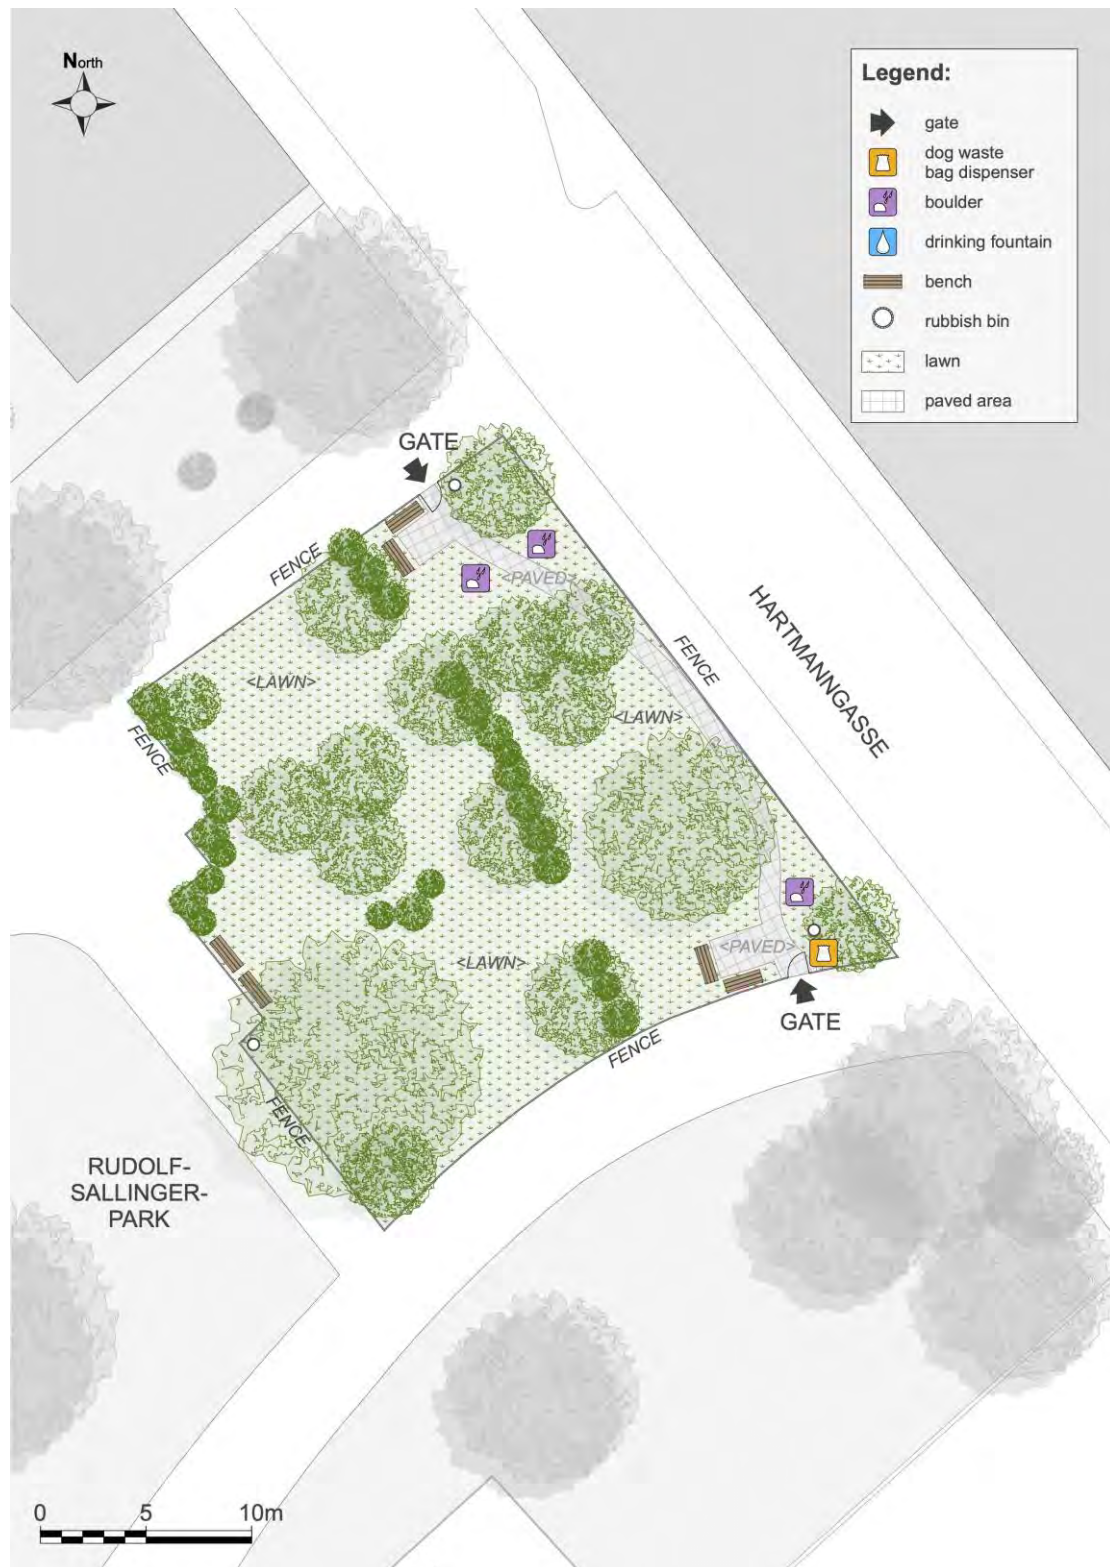 North
Legend:
gate
dog waste
bag dispenser
boulder
drinking fountain
bench
rubbish bin
lawn
paved area
GATE
FENCE
<PAVED>
HARTMANNGASSE
FENCE
<LAWN>
<LAWN>
FENCE
<PAVED>
<LAWN>
GATE
FENCE
FENCE
RUDOLF-
SALLINGER-
PARK
0 5 10m